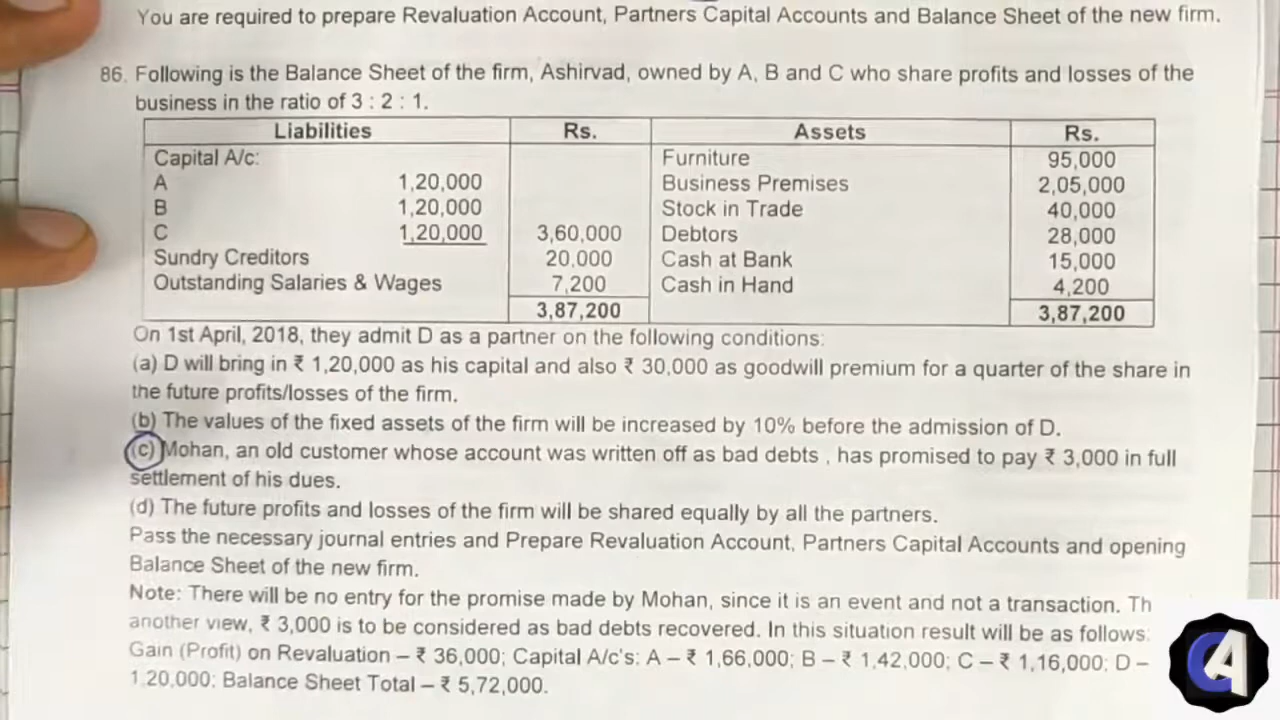 You are required to prepare Revaluation Account, Partners Capital Accounts and Balance Sheet of the new firm.
86. Following is the Balance Sheet of the firm, Ashirvad, owned by A, B and C who share profits and losses of the
business in the ratio of 3 : 2 : 1.
Liabilities Rs. Assets Rs.
Capital A/c: Furniture 95,000
A 1,20,000 Business Premises 2,05,000
B 1,20,000 Stock in Trade 40,000
C 1,20,000 3,60,000 Debtors 28,000
Sundry Creditors 20,000 Cash at Bank 15,000
Outstanding Salaries & Wages 7,200 Cash in Hand 4,200
3,87,200 3,87,200
On 1st April, 2018, they admit D as a partner on the following conditions:
(a) D will bring in ₹ 1,20,000 as his capital and also ₹ 30,000 as goodwill premium for a quarter of the share in
the future profits/losses of the firm.
(b) The values of the fixed assets of the firm will be increased by 10% before the admission of D.
(c) Mohan, an old customer whose account was written off as bad debts , has promised to pay ₹ 3,000 in full
settlement of his dues.
(d) The future profits and losses of the firm will be shared equally by all the partners.
Pass the necessary journal entries and Prepare Revaluation Account, Partners Capital Accounts and opening
Balance Sheet of the new firm.
Note: There will be no entry for the promise made by Mohan, since it is an event and not a transaction. Th
another view, ₹ 3,000 is to be considered as bad debts recovered. In this situation result will be as follows:
Gain (Profit) on Revaluation – ₹ 36,000; Capital A/c's: A – ₹ 1,66,000; B – ₹ 1,42,000; C – ₹ 1,16,000; D –
1,20,000; Balance Sheet Total – ₹ 5,72,000.
CA